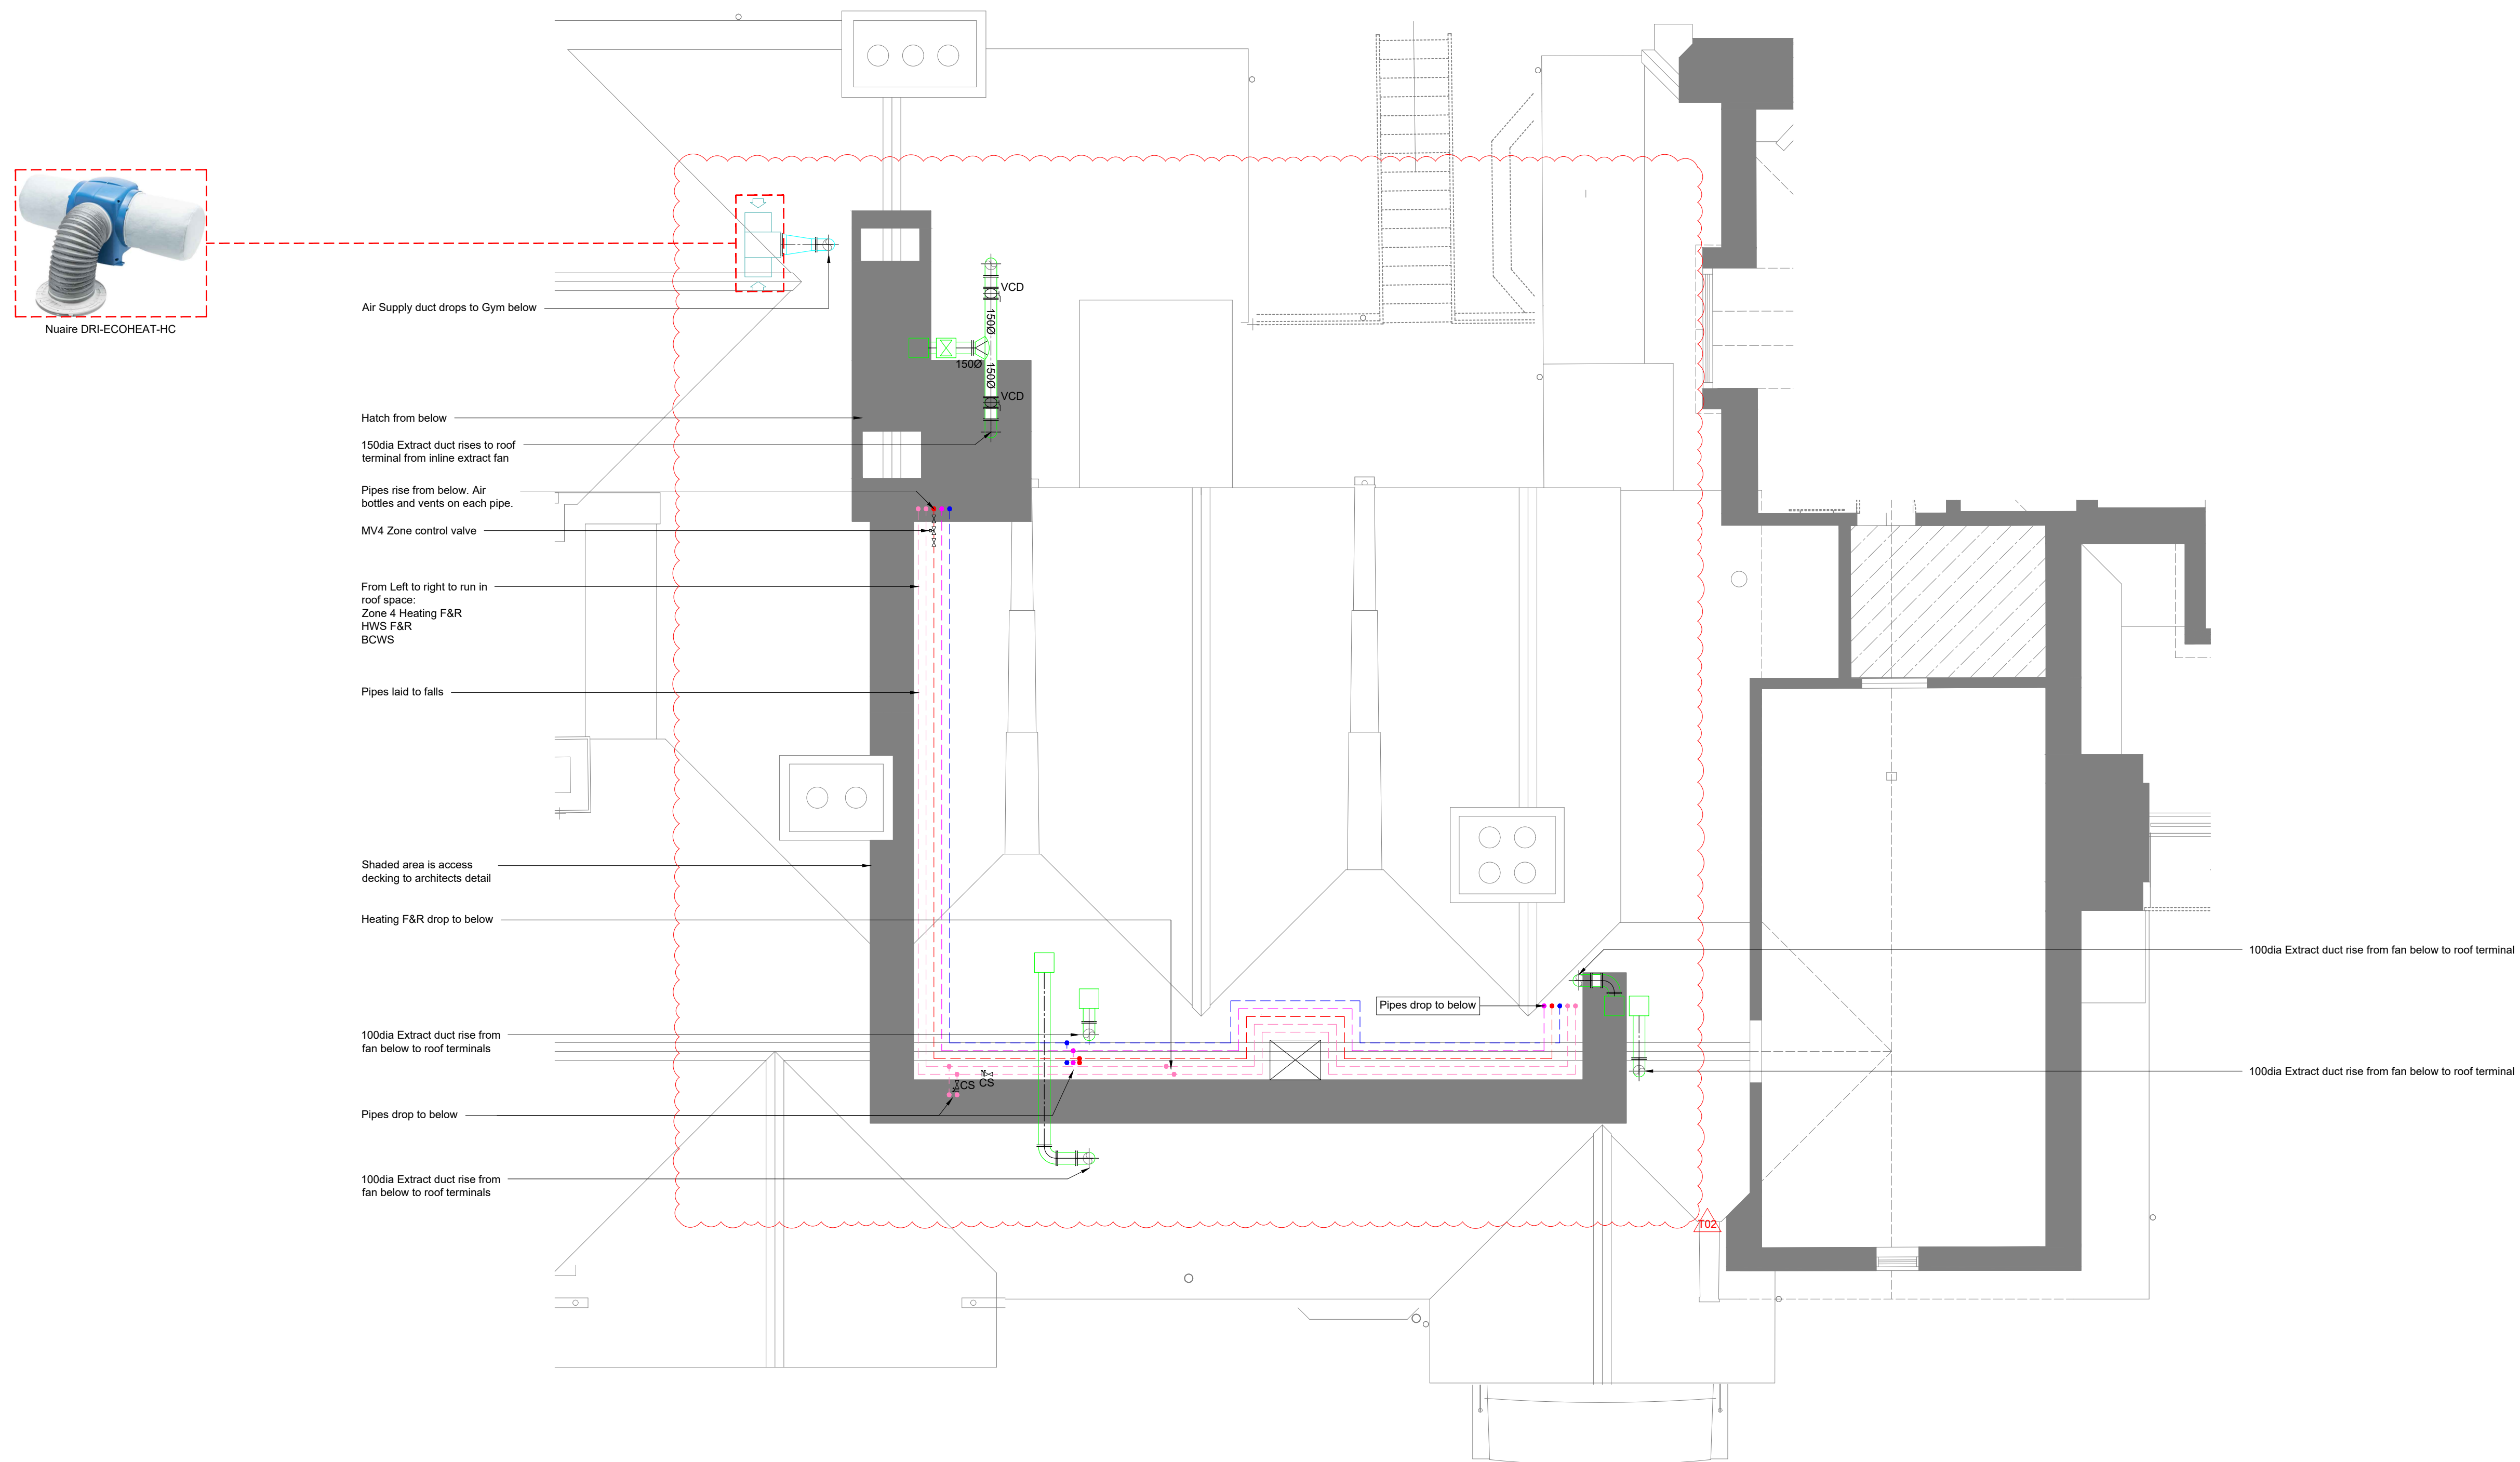 Nuaire DRI-ECOHEAT-HC
Air Supply duct drops to Gym below
VCD
150Ø
150Ø
150Ø
VCD
Hatch from below
150dia Extract duct rises to roof
terminal from inline extract fan
Pipes rise from below. Air
bottles and vents on each pipe.
MV4 Zone control valve
From Left to right to run in
roof space:
Zone 4 Heating F&R
HWS F&R
BCWS
Pipes laid to falls
Shaded area is access
decking to architects detail
Heating F&R drop to below
100dia Extract duct rise from fan below to roof terminal
Pipes drop to below
100dia Extract duct rise from
fan below to roof terminals
100dia Extract duct rise from fan below to roof terminal
CS
CS
Pipes drop to below
100dia Extract duct rise from
fan below to roof terminals
T02